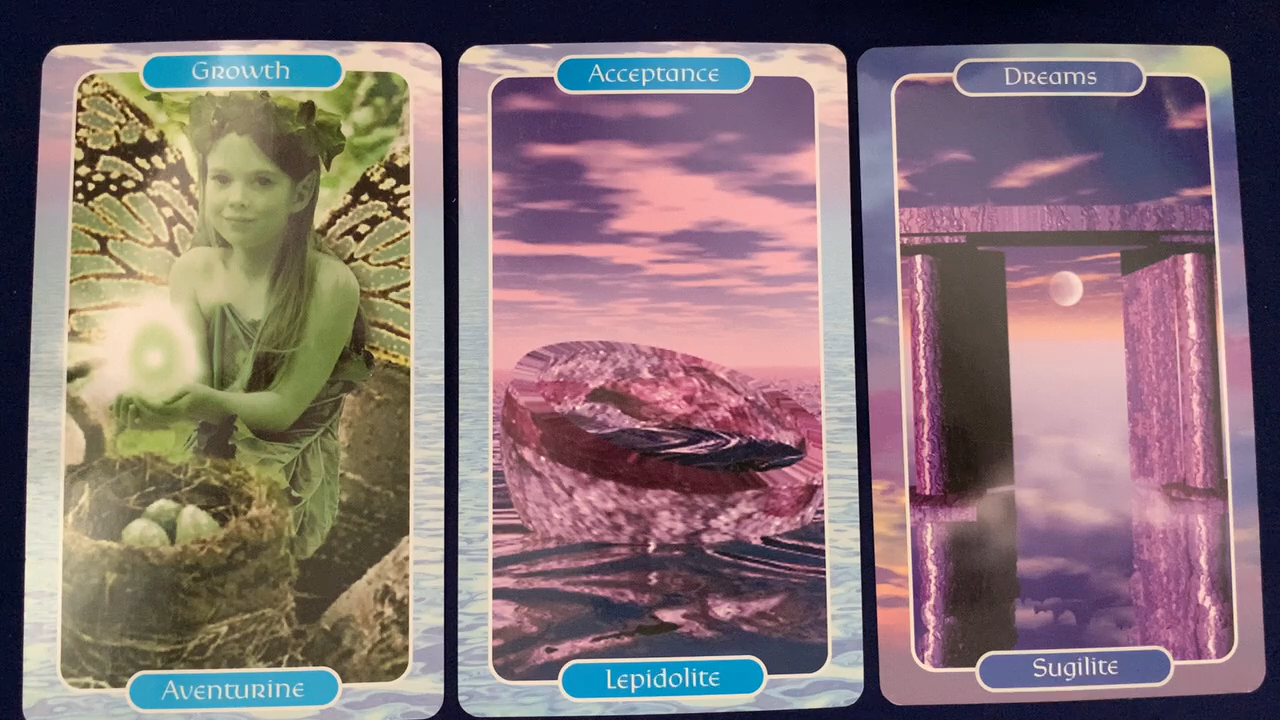 Growth
Aventurine
Acceptance
Lepidolite
Dreams
Sugilite